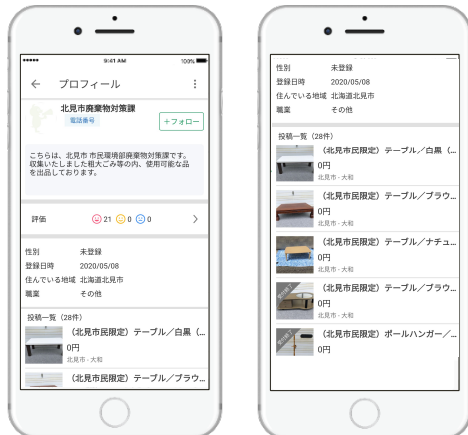 9:41 AM
100%
プロフィール
北見市廃棄物対策課
電話番号
+フォロー
こちらは、北見市 市民環境部廃棄物対策課です。
収集いたしました粗大ごみ等の内、使用可能な品
を出品しております。
評価
21
0
0
性別 未登録
登録日時 2020/05/08
住んでいる地域 北海道北見市
職業 その他
投稿一覧（28件）
（北見市民限定）テーブル／白黒（...
0円
北見市 - 大和
（北見市民限定）テーブル／ブラウ...
性別 未登録
登録日時 2020/05/08
住んでいる地域 北海道北見市
職業 その他
投稿一覧（28件）
（北見市民限定）テーブル／白黒（...
0円
北見市 - 大和
（北見市民限定）テーブル／ブラウ...
0円
北見市 - 大和
（北見市民限定）テーブル／ナチュ...
0円
北見市 - 大和
（北見市民限定）テーブル／ブラウ...
0円
北見市 - 大和
（北見市民限定）ポールハンガー／...
0円
北見市 - 大和